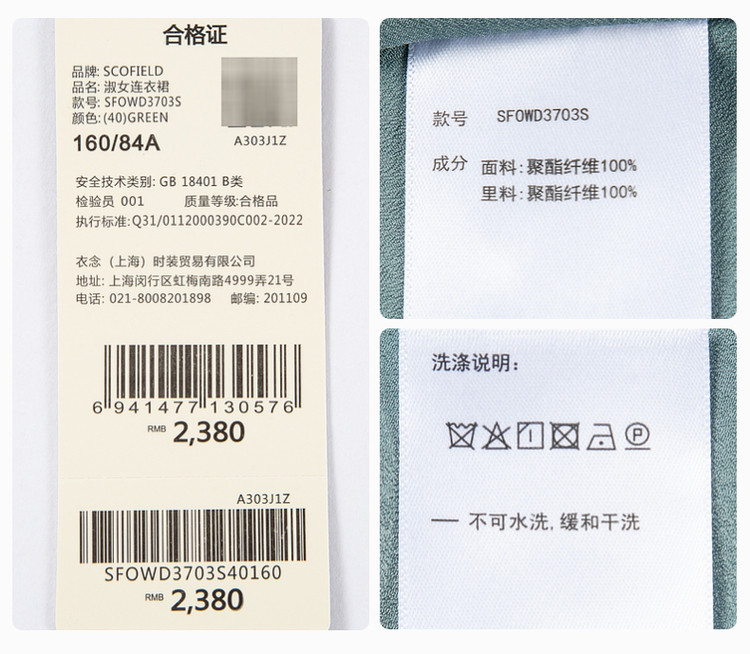 合格证
品牌: SCOFIELD
品名: 淑女连衣裙
款号: SFOWD3703S
颜色:(40)GREEN
160/84A
A303J1Z
安全技术类别: GB 18401 B类
检验员 001 质量等级:合格品
执行标准:Q31/0112000390C002-2022
衣念（上海）时装贸易有限公司
地址: 上海闵行区虹梅南路4999弄21号
电话: 021-8008201898 邮编: 201109
6 941477 130576
RMB 2,380
A303J1Z
SFOWD3703S40160
RMB 2,380
款号 SFOWD3703S
成分 面料:聚酯纤维100%
里料:聚酯纤维100%
洗涤说明:
P
— 不可水洗,缓和干洗